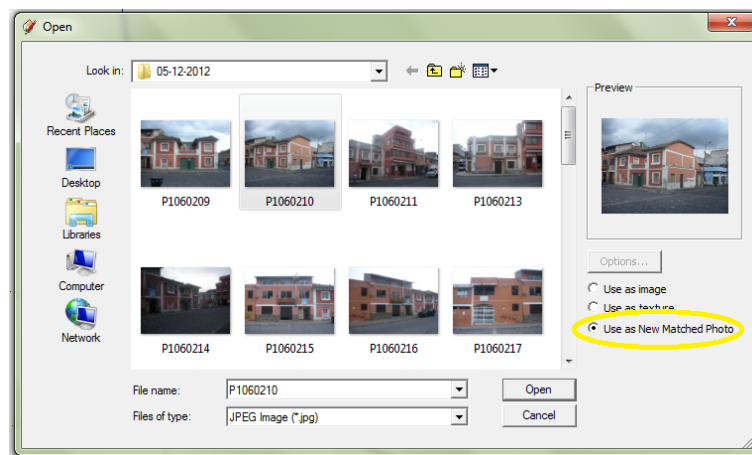 Open
Look in:
05-12-2012
Preview
Recent Places
Desktop
Libraries
Computer
Network
P1060209
P1060210
P1060211
P1060213
P1060214
P1060215
P1060216
P1060217
Options...
Use as image
Use as texture
Use as New Matched Photo
File name:
P1060210
Open
Files of type:
JPEG Image (*.jpg)
Cancel